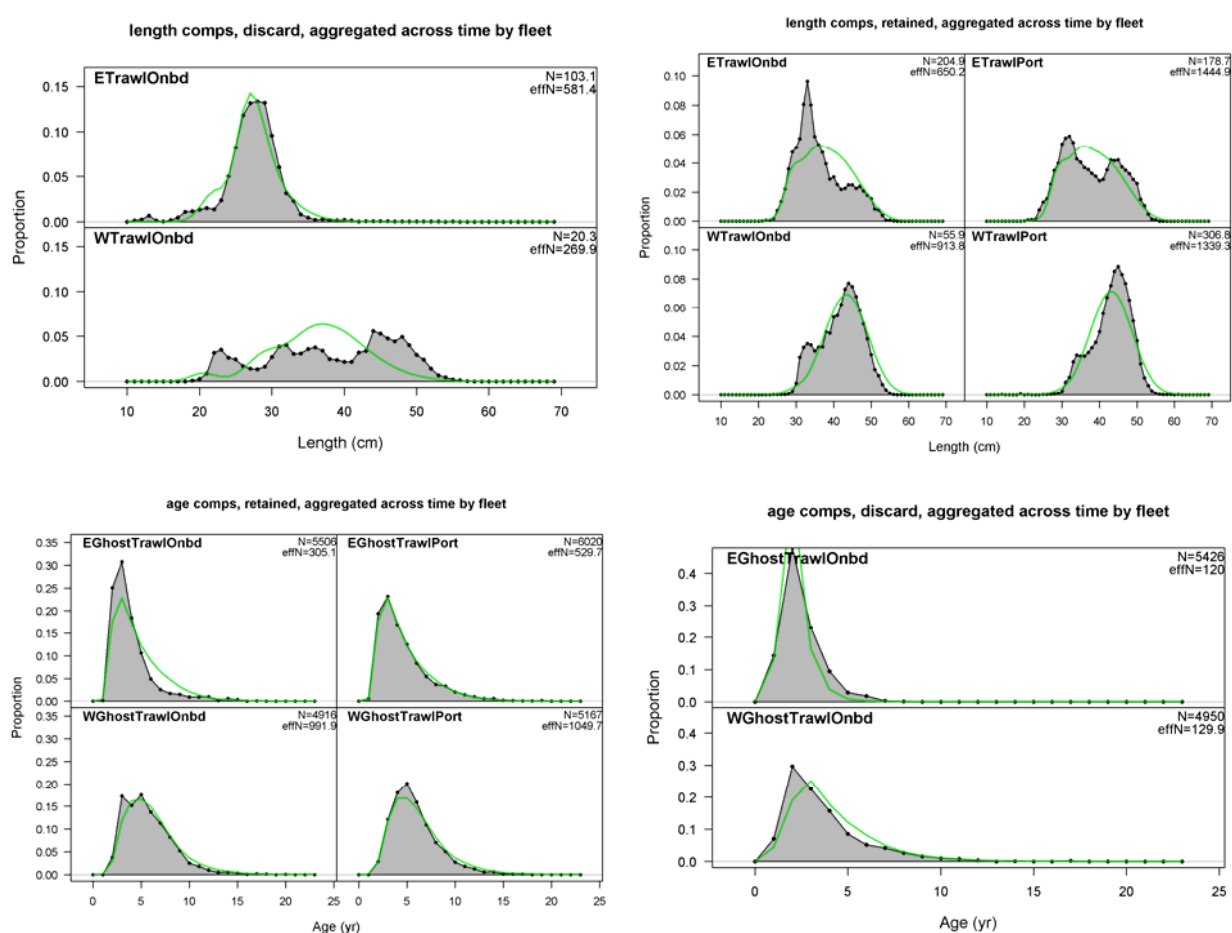 length comps, discard, aggregated across time by fleet
ETrawlOnbd
N=103.1
effN=581.4
0.15
0.10
0.05
0.00
WTrawlOnbd
N=20.3
effN=269.9
0.15
0.10
0.05
0.00
Proportion
10 20 30 40 50 60 70
Length (cm)
length comps, retained, aggregated across time by fleet
ETrawlOnbd
N=204.9
effN=650.2
ETrawlPort
N=178.7
effN=1444.9
0.10
0.08
0.06
0.04
0.02
0.00
WTrawlOnbd
N=55.9
effN=913.8
WTrawlPort
N=306.8
effN=1339.3
0.10
0.08
0.06
0.04
0.02
0.00
Proportion
10 20 30 40 50 60 70 10 20 30 40 50 60 70
Length (cm)
age comps, retained, aggregated across time by fleet
EGhostTrawlOnbd
N=5506
effN=305.1
EGhostTrawlPort
N=6020
effN=529.7
0.35
0.30
0.25
0.20
0.15
0.10
0.05
0.00
WGhostTrawlOnbd
N=4916
effN=991.9
WGhostTrawlPort
N=5167
effN=1049.7
0.35
0.30
0.25
0.20
0.15
0.10
0.05
0.00
Proportion
0 5 10 15 20 25 0 5 10 15 20 25
Age (yr)
age comps, discard, aggregated across time by fleet
EGhostTrawlOnbd
N=5426
effN=120
0.4
0.3
0.2
0.1
0.0
WGhostTrawlOnbd
N=4950
effN=129.9
0.4
0.3
0.2
0.1
0.0
Proportion
0 5 10 15 20 25
Age (yr)